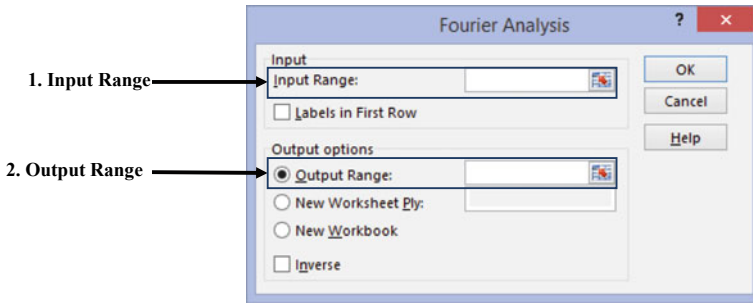 Fourier Analysis
? ×
Input
1. Input Range
Input Range:
OK
Labels in First Row
Cancel
Help
Output options
2. Output Range
Output Range:
New Worksheet Ply:
New Workbook
Inverse